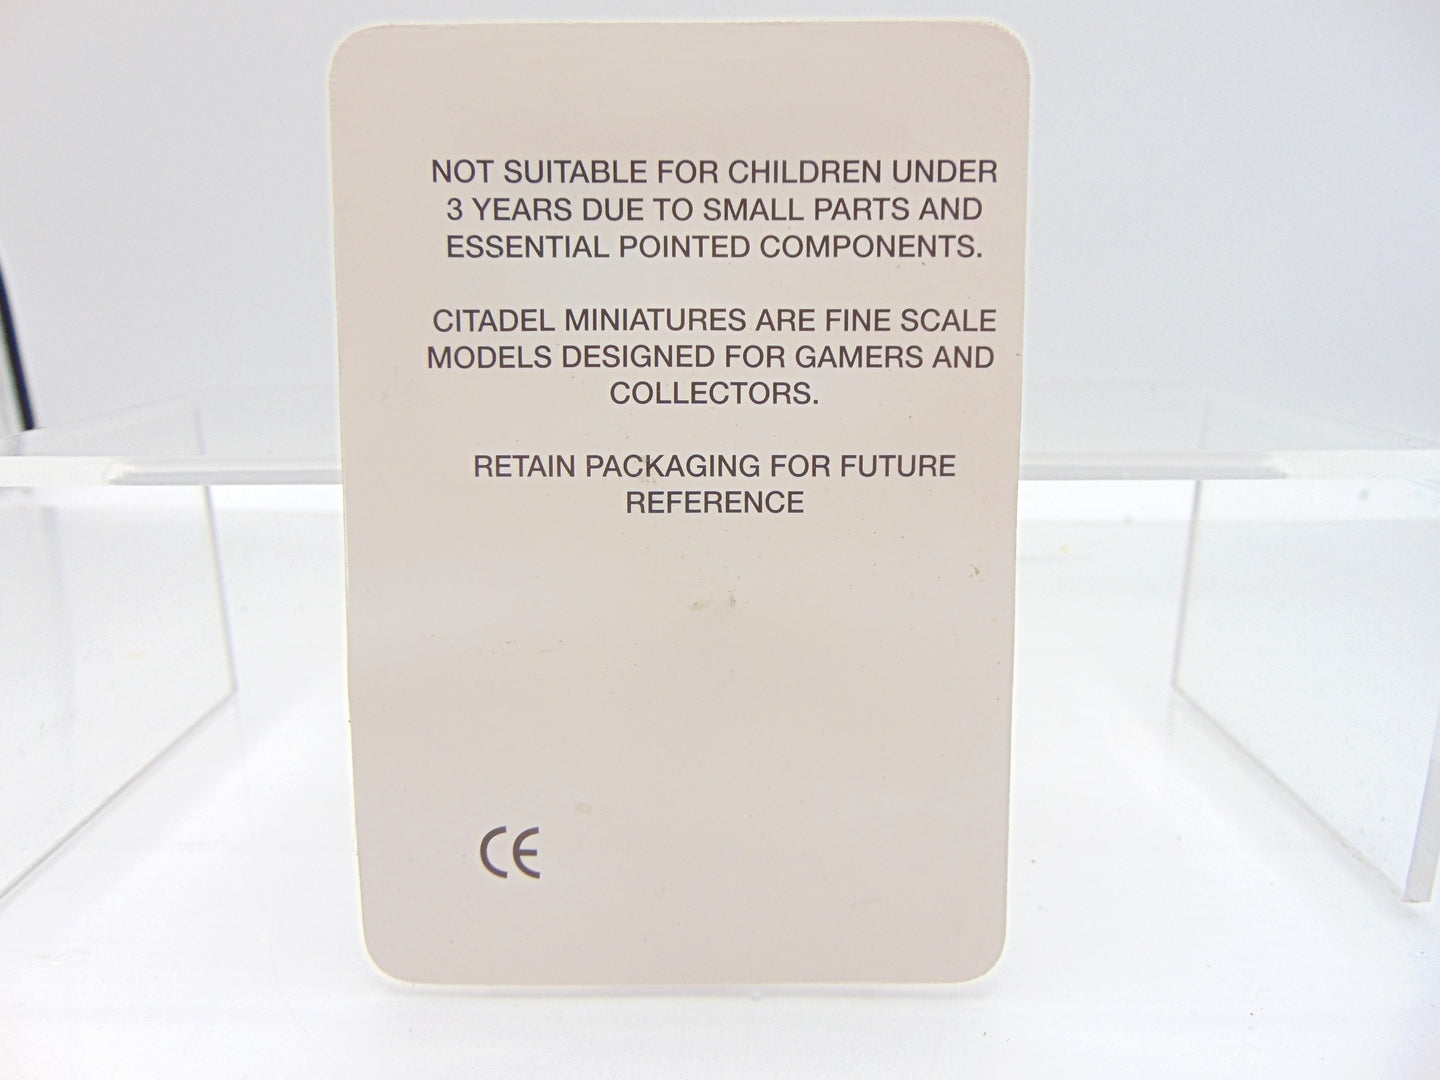 NOT SUITABLE FOR CHILDREN UNDER
3 YEARS DUE TO SMALL PARTS AND
ESSENTIAL POINTED COMPONENTS.
CITADEL MINIATURES ARE FINE SCALE
MODELS DESIGNED FOR GAMERS AND
COLLECTORS.
RETAIN PACKAGING FOR FUTURE
REFERENCE
CE